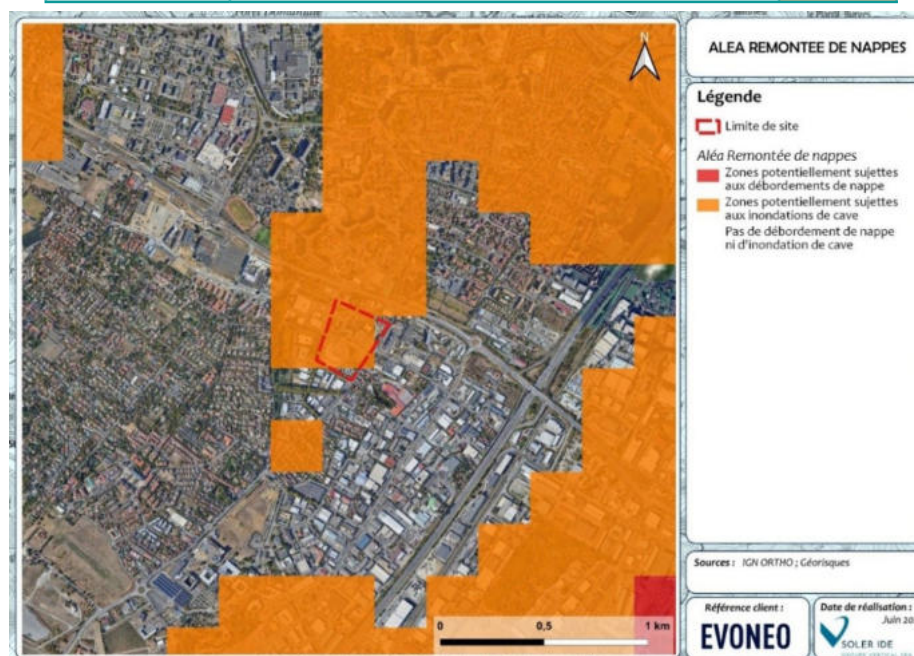 N
ALEA REMONTEE DE NAPPES
Légende
Limite de site
Aléa Remontée de nappes
Zones potentiellement sujettes
aux débordements de nappe
Zones potentiellement sujettes
aux inondations de cave
Pas de débordement de nappe
ni d'inondation de cave
Sources : IGN ORTHO ; Géorisques
Référence client :
EVONEO
Date de réalisation :
Juin 20
SOLER IDE
0 0,5 1 km